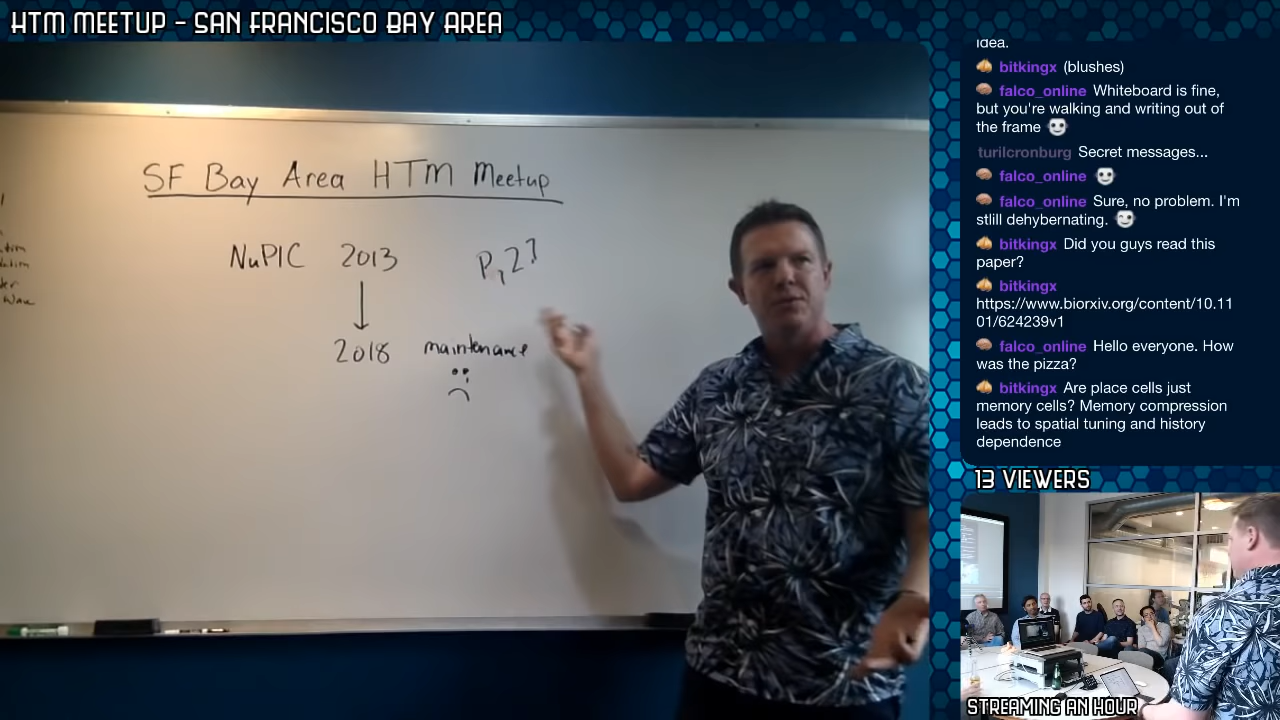 HTM MEETUP - SAN FRANCISCO BAY AREA
SF Bay Area HTM Meetup
NuPIC 2013 Py27
2018 maintenance
idea.
bitkingx (blushes)
falco_online Whiteboard is fine,
but you're walking and writing out of
the frame
turilcronburg Secret messages...
falco_online
falco_online Sure, no problem. I'm
stlill dehybernating.
bitkingx Did you guys read this
paper?
bitkingx
https://www.biorxiv.org/content/10.11
01/624239v1
falco_online Hello everyone. How
was the pizza?
bitkingx Are place cells just
memory cells? Memory compression
leads to spatial tuning and history
dependence
13 VIEWERS
STREAMING AN HOUR